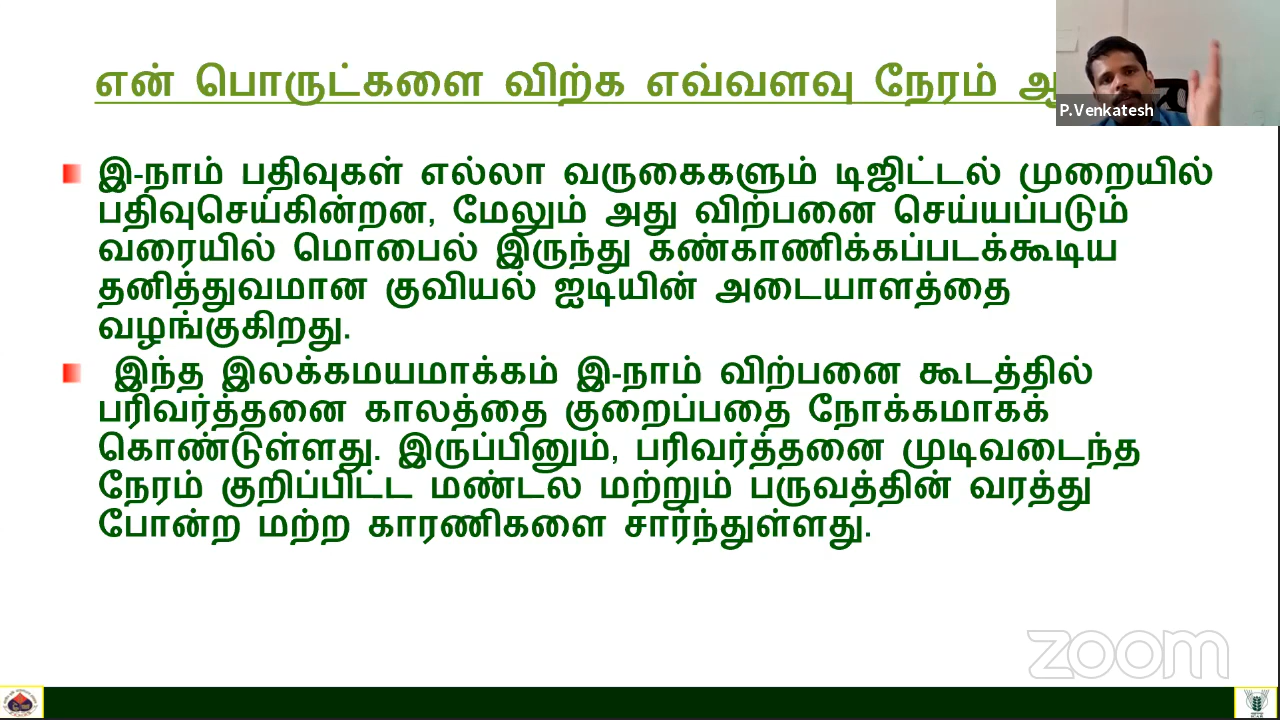 என் பொருட்களை விற்க எவ்வளவு நேரம்
P.Venkatesh
இ-நாம் பதிவுகள் எல்லா வருகைகளும் டிஜிட்டல் முறையில்
பதிவுசெய்கின்றன, மேலும் அது விற்பனை செய்யப்படும்
வரையில் மொபைல் இருந்து கண்காணிக்கப்படக்கூடிய
தனித்துவமான குவியல் ஐடியின் அடையாளத்தை
வழங்குகிறது.
இந்த இலக்கமயமாக்கம் இ-நாம் விற்பனை கூடத்தில்
பரிவர்த்தனை காலத்தை குறைப்பதை நோக்கமாகக்
கொண்டுள்ளது. இருப்பினும், பரிவர்த்தனை முடிவடைந்த
நேரம் குறிப்பிட்ட மண்டல மற்றும் பருவத்தின் வரத்து
போன்ற மற்ற காரணிகளை சார்ந்துள்ளது.
zoom